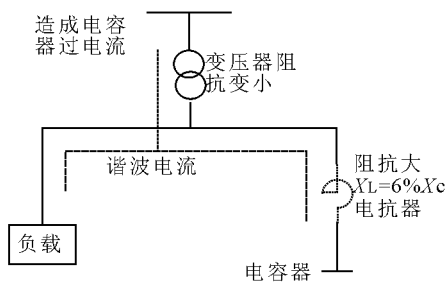 造成电容
器过电流
变压器阻
抗变小
谐波电流
阻抗大
XL=6%Xc
电抗器
负载
电容器